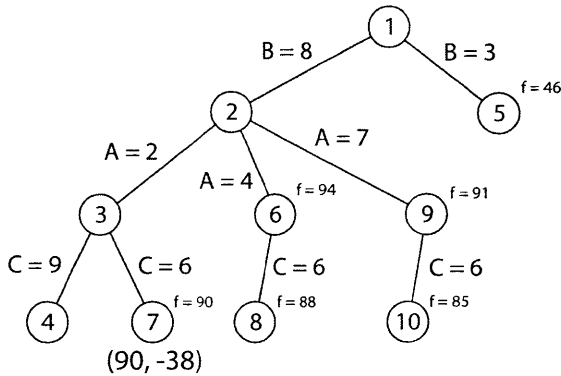 1
B = 8
B = 3
2
5
f = 46
A = 2
A = 4
A = 7
3
6
f = 94
9
f = 91
C = 9
C = 6
C = 6
C = 6
4
7
f = 90
8
f = 88
10
f = 85
(90, -38)